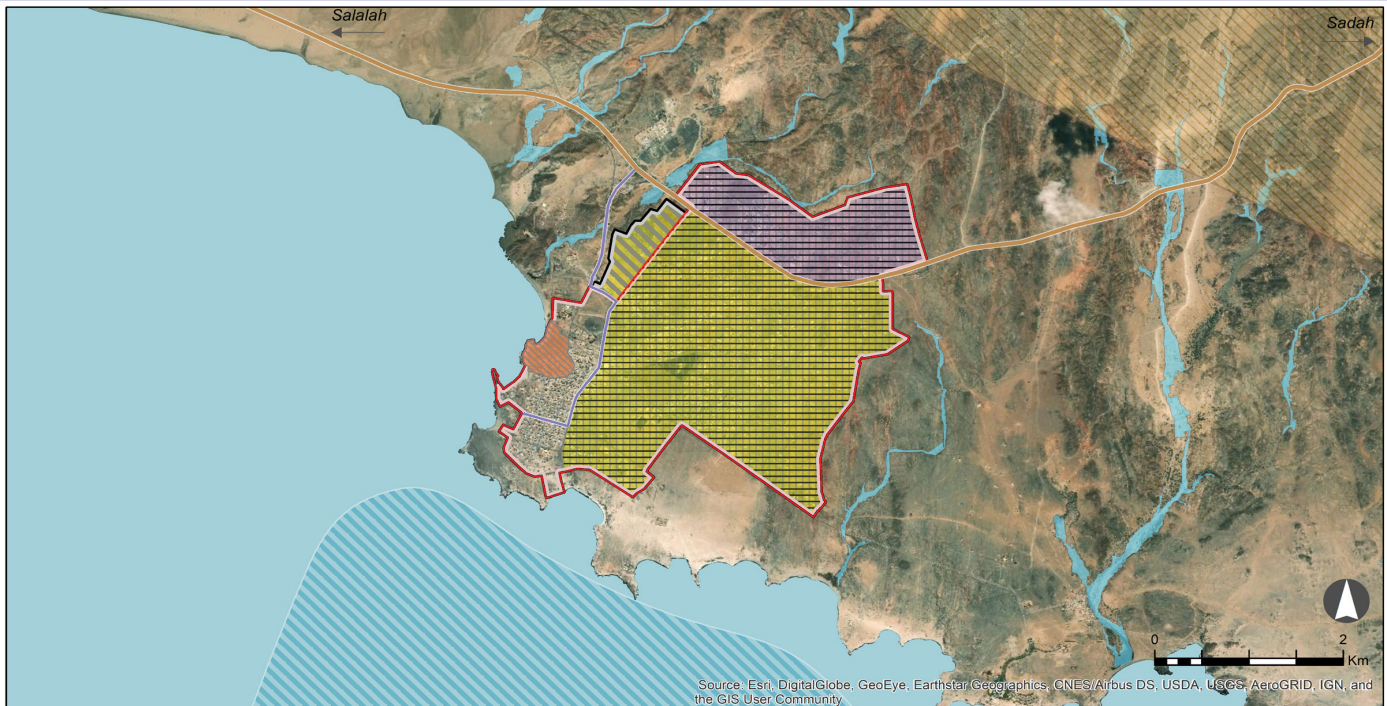 Salalah
Sadah
0 2
Km
Source: Esri, DigitalGlobe, GeoEye, Earthstar Geographics, CNES/Airbus DS, USDA, USGS, AeroGRID, IGN, and
the GIS User Community